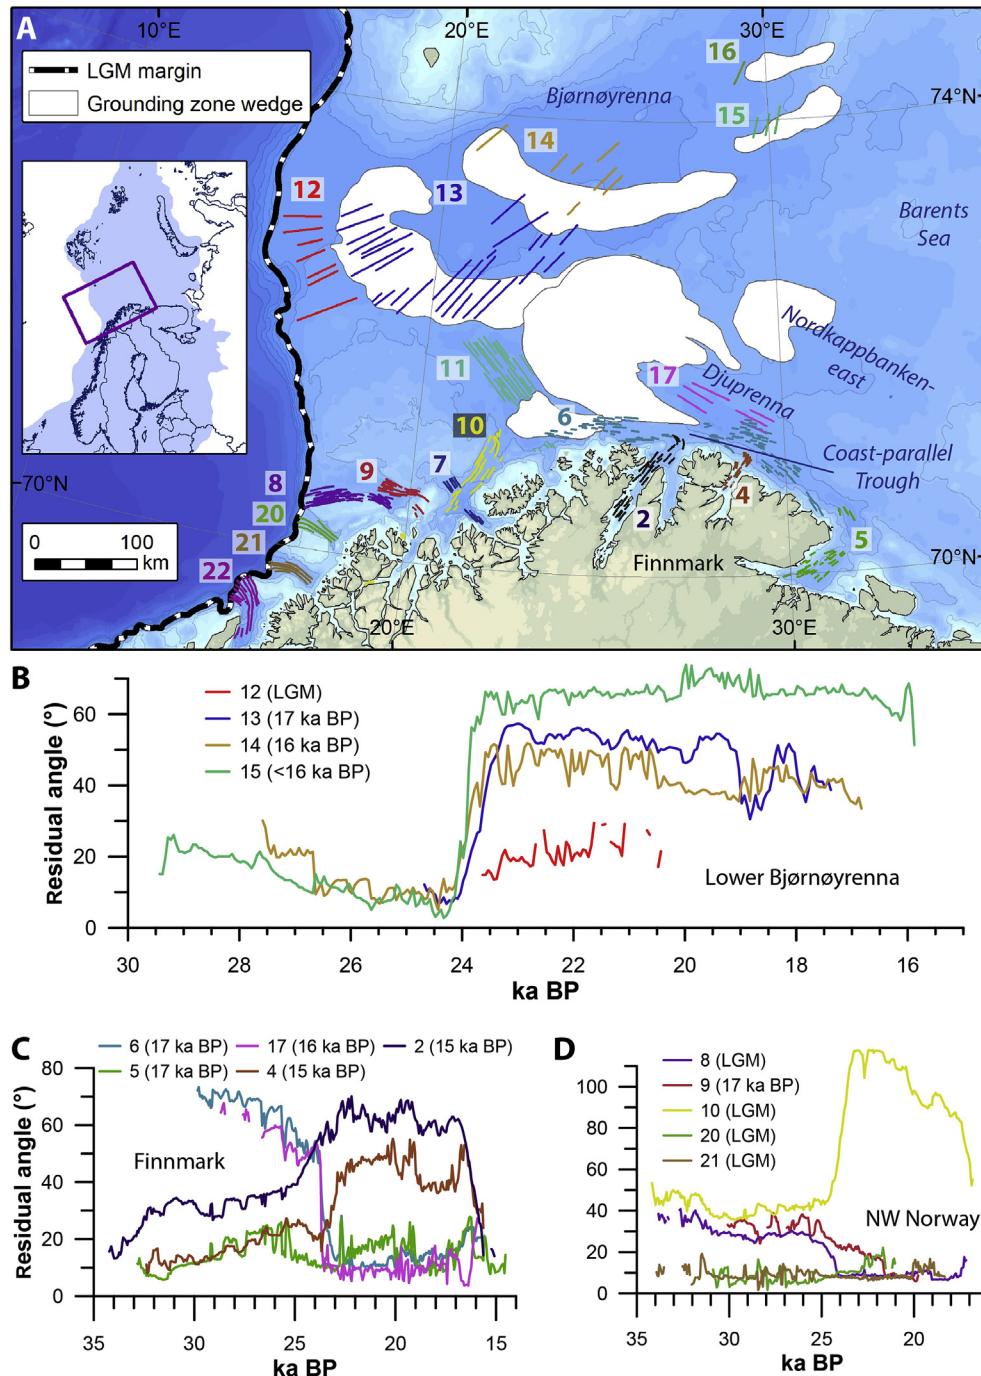 A
10°E
20°E
30°E
LGM margin
Grounding zone wedge
16
Bjørnøyrenna
74°N
15
14
12
13
Barents
Sea
Nordkappbanken-
east
11
17
Djuprenna
6
10
Coast-parallel
Trough
9
7
70°N
8
4
20
2
5
0
100
km
21
70°N
22
Finnmark
20°E
30°E
B
12 (LGM)
13 (17 ka BP)
14 (16 ka BP)
15 (<16 ka BP)
60
40
20
0
Residual angle (°)
Lower Bjørnøyrenna
30
28
26
24
22
20
18
16
ka BP
C
6 (17 ka BP)
17 (16 ka BP)
2 (15 ka BP)
5 (17 ka BP)
4 (15 ka BP)
80
60
40
20
0
Residual angle (°)
Finnmark
35
30
25
20
15
ka BP
D
8 (LGM)
9 (17 ka BP)
10 (LGM)
20 (LGM)
21 (LGM)
100
80
60
40
20
0
NW Norway
35
30
25
20
ka BP